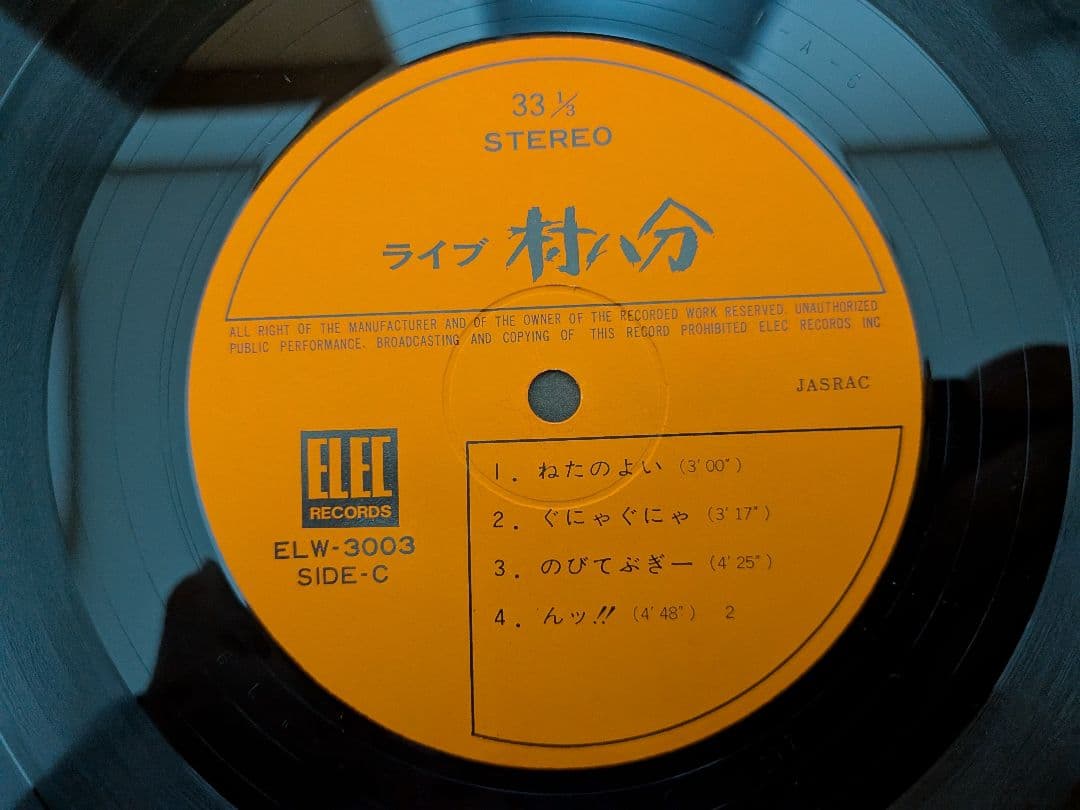 33 1/3
STEREO
ライブ 村八分
ALL RIGHT OF THE MANUFACTURER AND OF THE OWNER OF THE RECORDED WORK RESERVED. UNAUTHORIZED
PUBLIC PERFORMANCE. BROADCASTING AND COPYING OF THIS RECORD PROHIBITED ELEC RECORDS INC
JASRAC
ELEC
RECORDS
ELW-3003
SIDE-C
1. ねたのよい (3'00")
2. ぐにゃぐにゃ (3'17")
3. のびてぶぎー (4'25")
4. んッ!! (4'48") 2